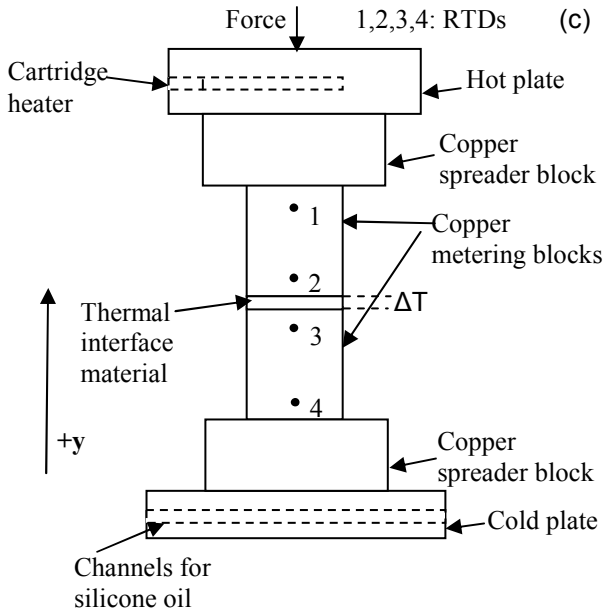 Force
1,2,3,4: RTDs
(c)
Cartridge
heater
Hot plate
Copper
spreader block
1
Copper
metering blocks
2
Thermal
interface
material
ΔT
3
4
+y
Copper
spreader block
Cold plate
Channels for
silicone oil